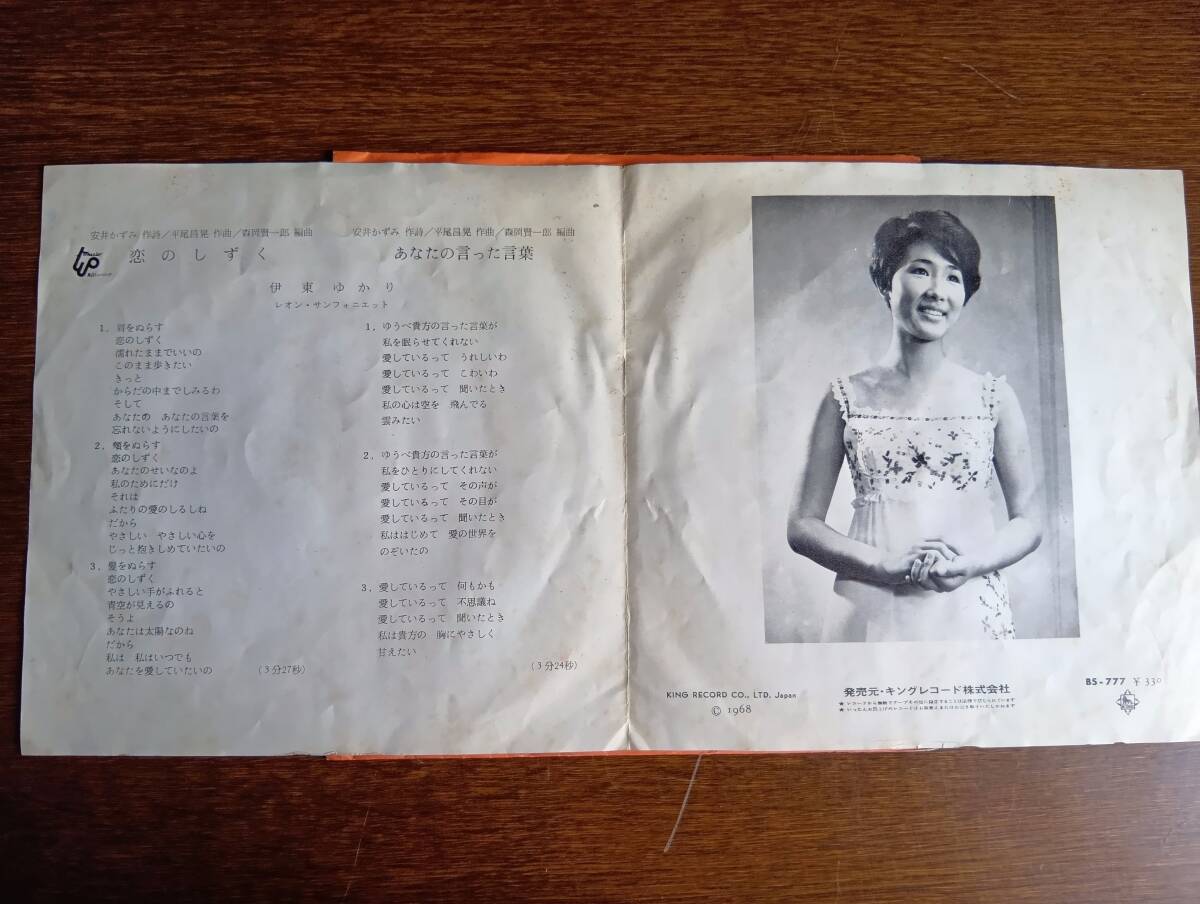 安井かずみ 作詩/平尾昌晃 作曲/森岡賢一郎 編曲
恋のしずく
安井かずみ 作詩/平尾昌晃 作曲/森岡賢一郎 編曲
あなたの言った言葉
伊東ゆかり
レオン・サンフォニエット
1. 肩をぬらす
恋のしずく
濡れたままでいいの
このまま歩きたい
きっと
からだの中までしみるわ
そして
あなたの あなたの言葉を
忘れないようにしたいの
2. 頬をぬらす
恋のしずく
あなたのせいなのよ
私のためにだけ
それは
ふたりの愛のしるしね
だから
やさしい やさしい心を
じっと抱きしめていたいの
3. 髪をぬらす
恋のしずく
やさしい手がふれると
青空が見えるの
そうよ
あなたは太陽なのね
だから
私は 私はいつでも
あなたを愛していたいの
(3分27秒)
1. ゆうべ貴方の言った言葉が
私を眠らせてくれない
愛しているって うれしいわ
愛しているって こわいわ
愛しているって 聞いたとき
私の心は空を 飛んでる
雲みたい
2. ゆうべ貴方の言った言葉が
私をひとりにしてくれない
愛しているって その声が
愛しているって その目が
愛しているって 聞いたとき
私ははじめて 愛の世界を
のぞいたの
3. 愛しているって 何もかも
愛しているって 不思議ね
愛しているって 聞いたとき
私は貴方の 胸にやさしく
甘えたい
(3分24秒)
KING RECORD CO., LTD. Japan
© 1968
発売元・キングレコード株式会社
BS-777 ¥330